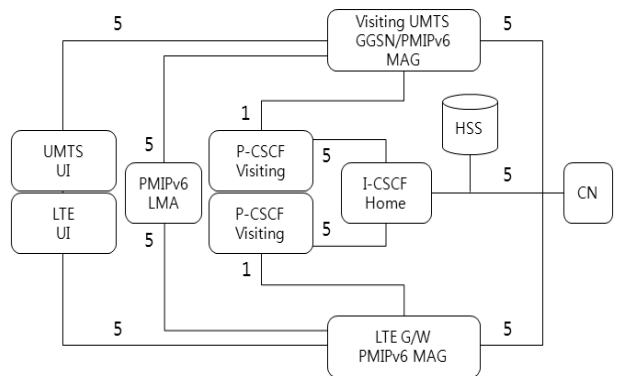 5
Visiting UMTS
GGSN/PMIPv6
MAG
5
1
HSS
5
UMTS
UI
P-CSCF
Visiting
5
PMIPv6
LMA
I-CSCF
Home
5
CN
LTE
UI
P-CSCF
Visiting
5
5
1
5
LTE G/W
PMIPv6 MAG
5